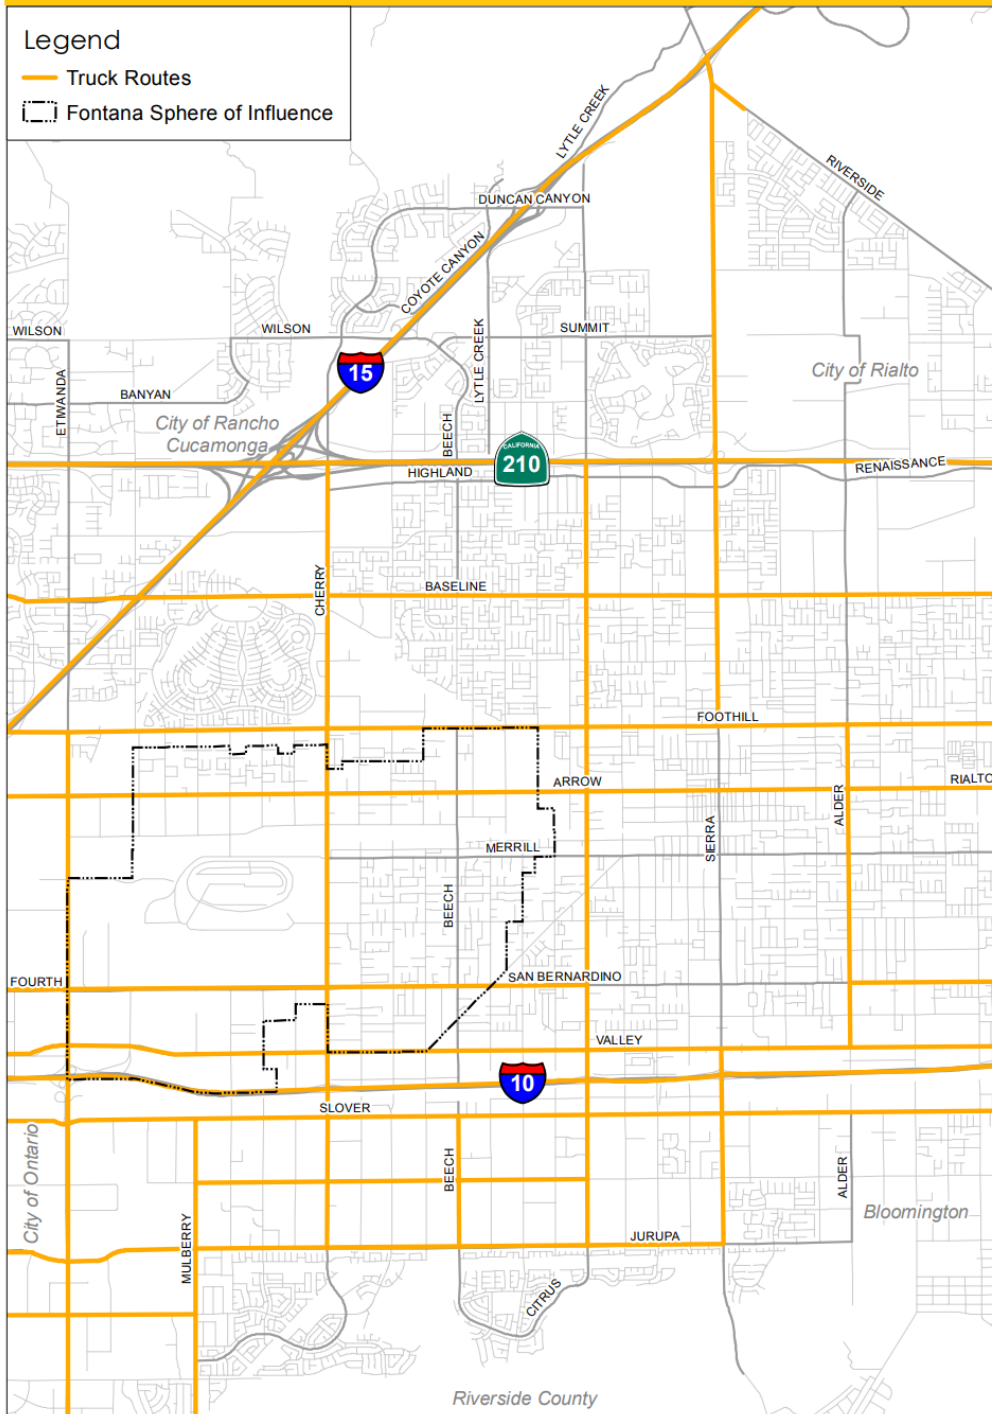 Legend
Truck Routes
Fontana Sphere of Influence
LYTLE CREEK
RIVERSIDE
DUNCAN CANYON
COYOTE CANYON
WILSON
WILSON
SUMMIT
LYTLE CREEK
15
City of Rialto
ETIWANDA
BANYAN
City of Rancho
Cucamonga
BEECH
CALIFORNIA
210
HIGHLAND
RENAISSANCE
CHERRY
BASELINE
FOOTHILL
ARROW
RIALTO
ALDER
SIERRA
MERRILL
BEECH
FOURTH
SAN BERNARDINO
VALLEY
10
SLOVER
City of Ontario
BEECH
ALDER
Bloomington
MULBERRY
JURUPA
CITRUS
Riverside County